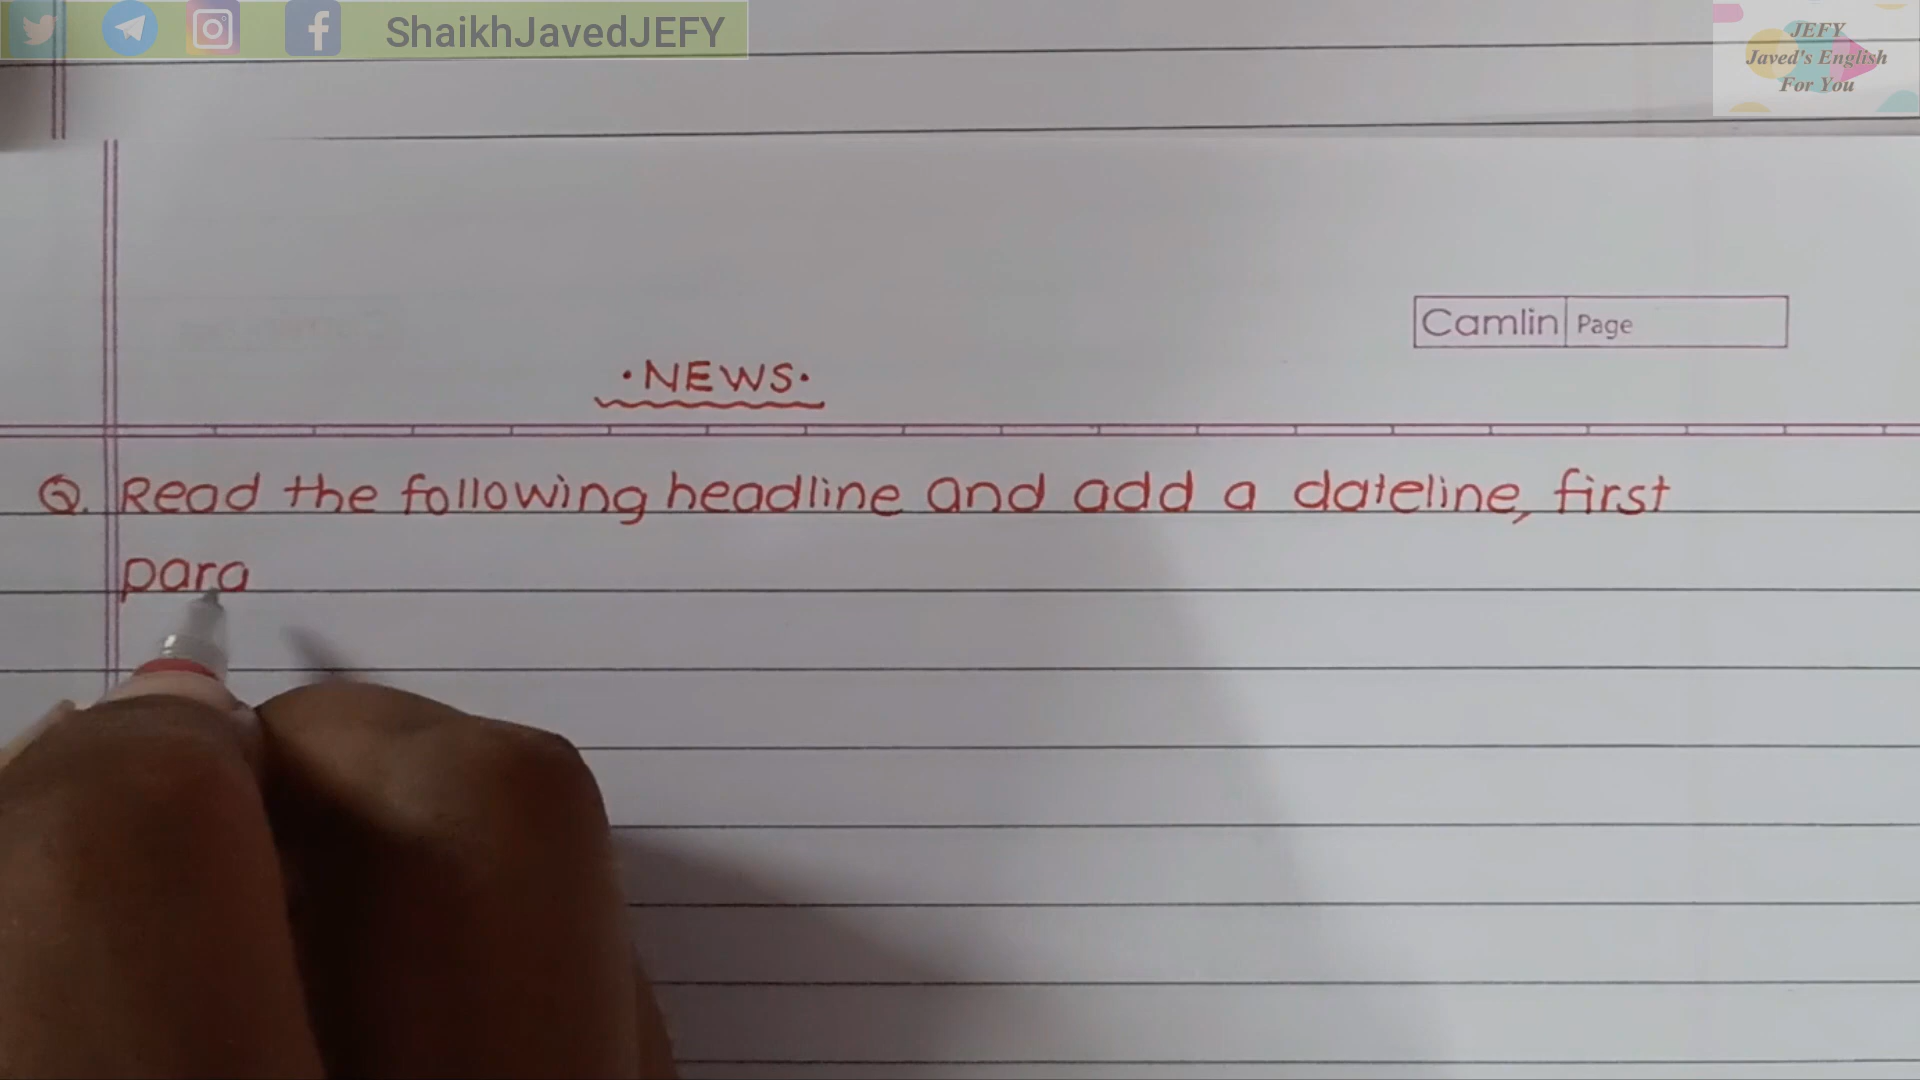 ShaikhJavedJEFY
JEFY
Javed's English
For You
Camlin Page
·NEWS·
Q. Read the following headline and add a dateline, first
para